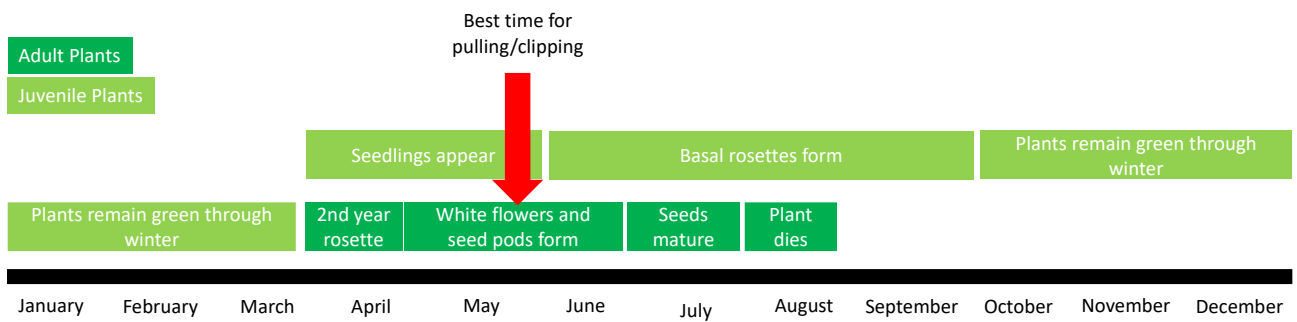 Best time for
pulling/clipping
Adult Plants
Juvenile Plants
Seedlings appear
Basal rosettes form
Plants remain green through
winter
Plants remain green through
winter
2nd year
rosette
White flowers and
seed pods form
Seeds
mature
Plant
dies
January February March April May June July August September October November December